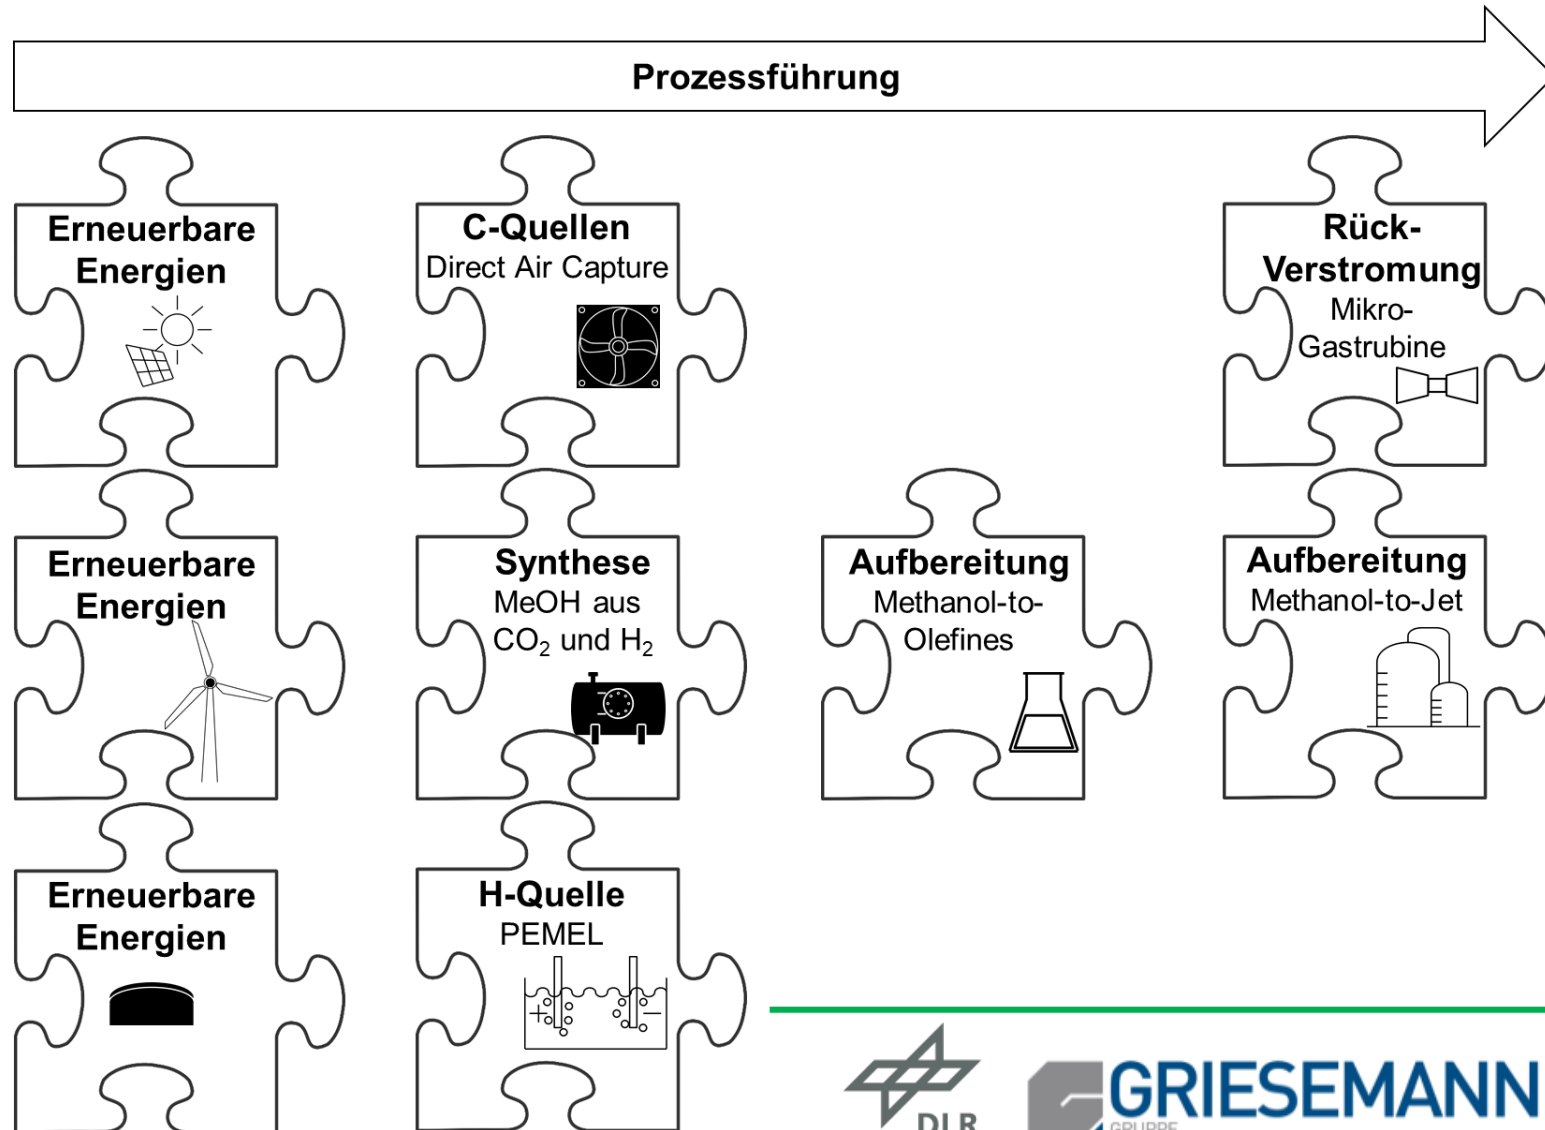 Prozessführung
Erneuerbare
Energien
C-Quellen
Direct Air Capture
Rück-
Verstromung
Mikro-
Gastrubine
Erneuerbare
Energien
Synthese
MeOH aus
CO₂ und H₂
Aufbereitung
Methanol-to-
Olefines
Aufbereitung
Methanol-to-Jet
Erneuerbare
Energien
H-Quelle
PEMEL
+ −
DLR
GRIESEMANN
GRUPPE